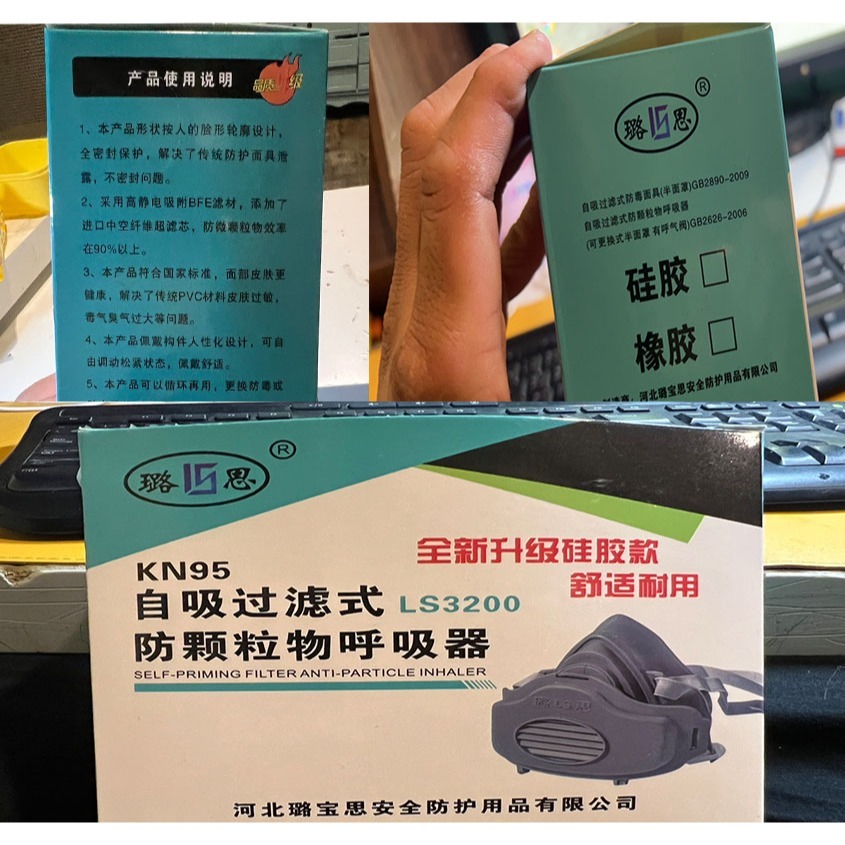 产品使用说明
品质升级
1、本产品形状按人的脸形轮廓设计，
全密封保护，解决了传统防护面具泄
露，不密封问题。
2、采用高静电吸附BFE滤材，添加了
进口中空纤维超滤芯，防微颗粒物效率
在90%以上。
3、本产品符合国家标准，面部皮肤更
健康，解决了传统PVC材料皮肤过敏，
毒气臭气过大等问题。
4、本产品佩戴构件人性化设计，可自
由调动松紧状态，佩戴舒适。
5、本产品可以循环再用，更换防毒或
璐LS思®
自吸过滤式防毒面具(半面罩)GB2890-2009
自吸过滤式防颗粒物呼吸器
(可更换式半面罩 有呼气阀)GB2626-2006
硅胶□
橡胶□
制造商：河北璐宝思安全防护用品有限公司
璐LS思®
全新升级硅胶款
舒适耐用
KN95
自吸过滤式 LS3200
防颗粒物呼吸器
SELF-PRIMING FILTER ANTI-PARTICLE INHALER
河北璐宝思安全防护用品有限公司